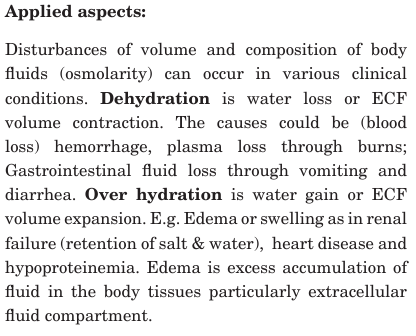 Applied aspects:
Disturbances of volume and composition of body
fluids (osmolarity) can occur in various clinical
conditions. Dehydration is water loss or ECF
volume contraction. The causes could be (blood
loss) hemorrhage, plasma loss through burns;
Gastrointestinal fluid loss through vomiting and
diarrhea. Over hydration is water gain or ECF
volume expansion. E.g. Edema or swelling as in renal
failure (retention of salt & water), heart disease and
hypoproteinemia. Edema is excess accumulation of
fluid in the body tissues particularly extracellular
fluid compartment.